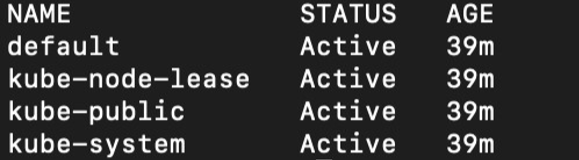 NAME STATUS AGE
default Active 39m
kube-node-lease Active 39m
kube-public Active 39m
kube-system Active 39m